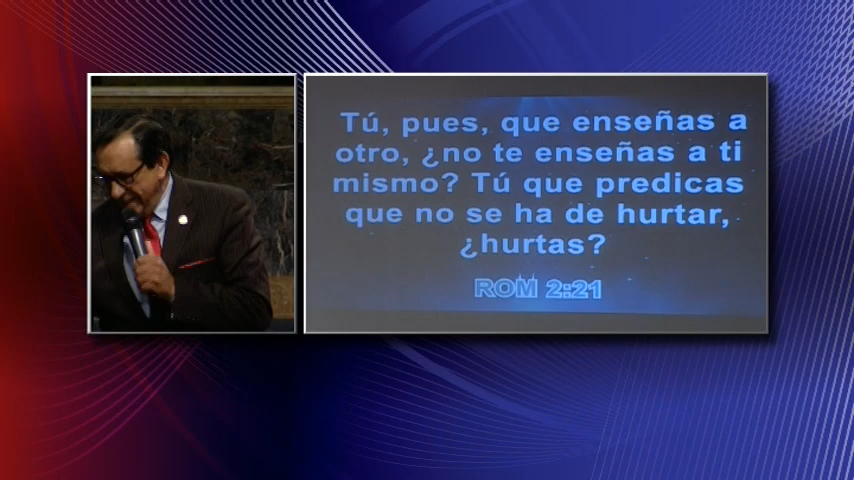 Tú, pues, que enseñas a
otro, ¿no te enseñas a ti
mismo? Tú que predicas
que no se ha de hurtar,
¿hurtas?
ROM 2:21